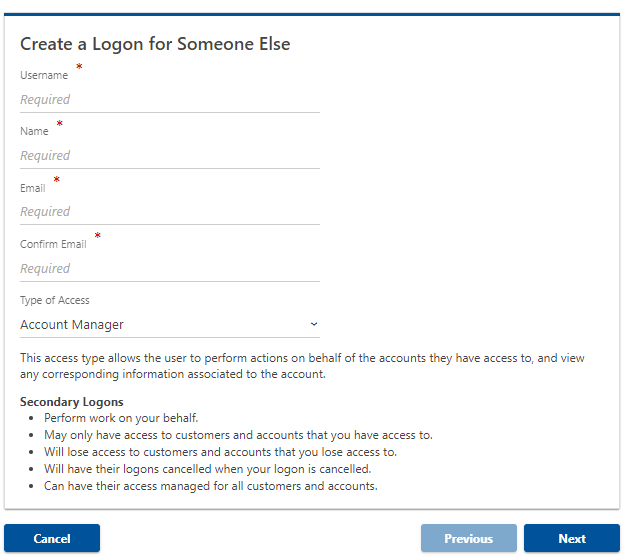 Create a Logon for Someone Else
Username *
Required
Name *
Required
Email *
Required
Confirm Email *
Required
Type of Access
Account Manager
This access type allows the user to perform actions on behalf of the accounts they have access to, and view
any corresponding information associated to the account.
Secondary Logons
• Perform work on your behalf.
• May only have access to customers and accounts that you have access to.
• Will lose access to customers and accounts that you lose access to.
• Will have their logons cancelled when your logon is cancelled.
• Can have their access managed for all customers and accounts.
Cancel
Previous
Next